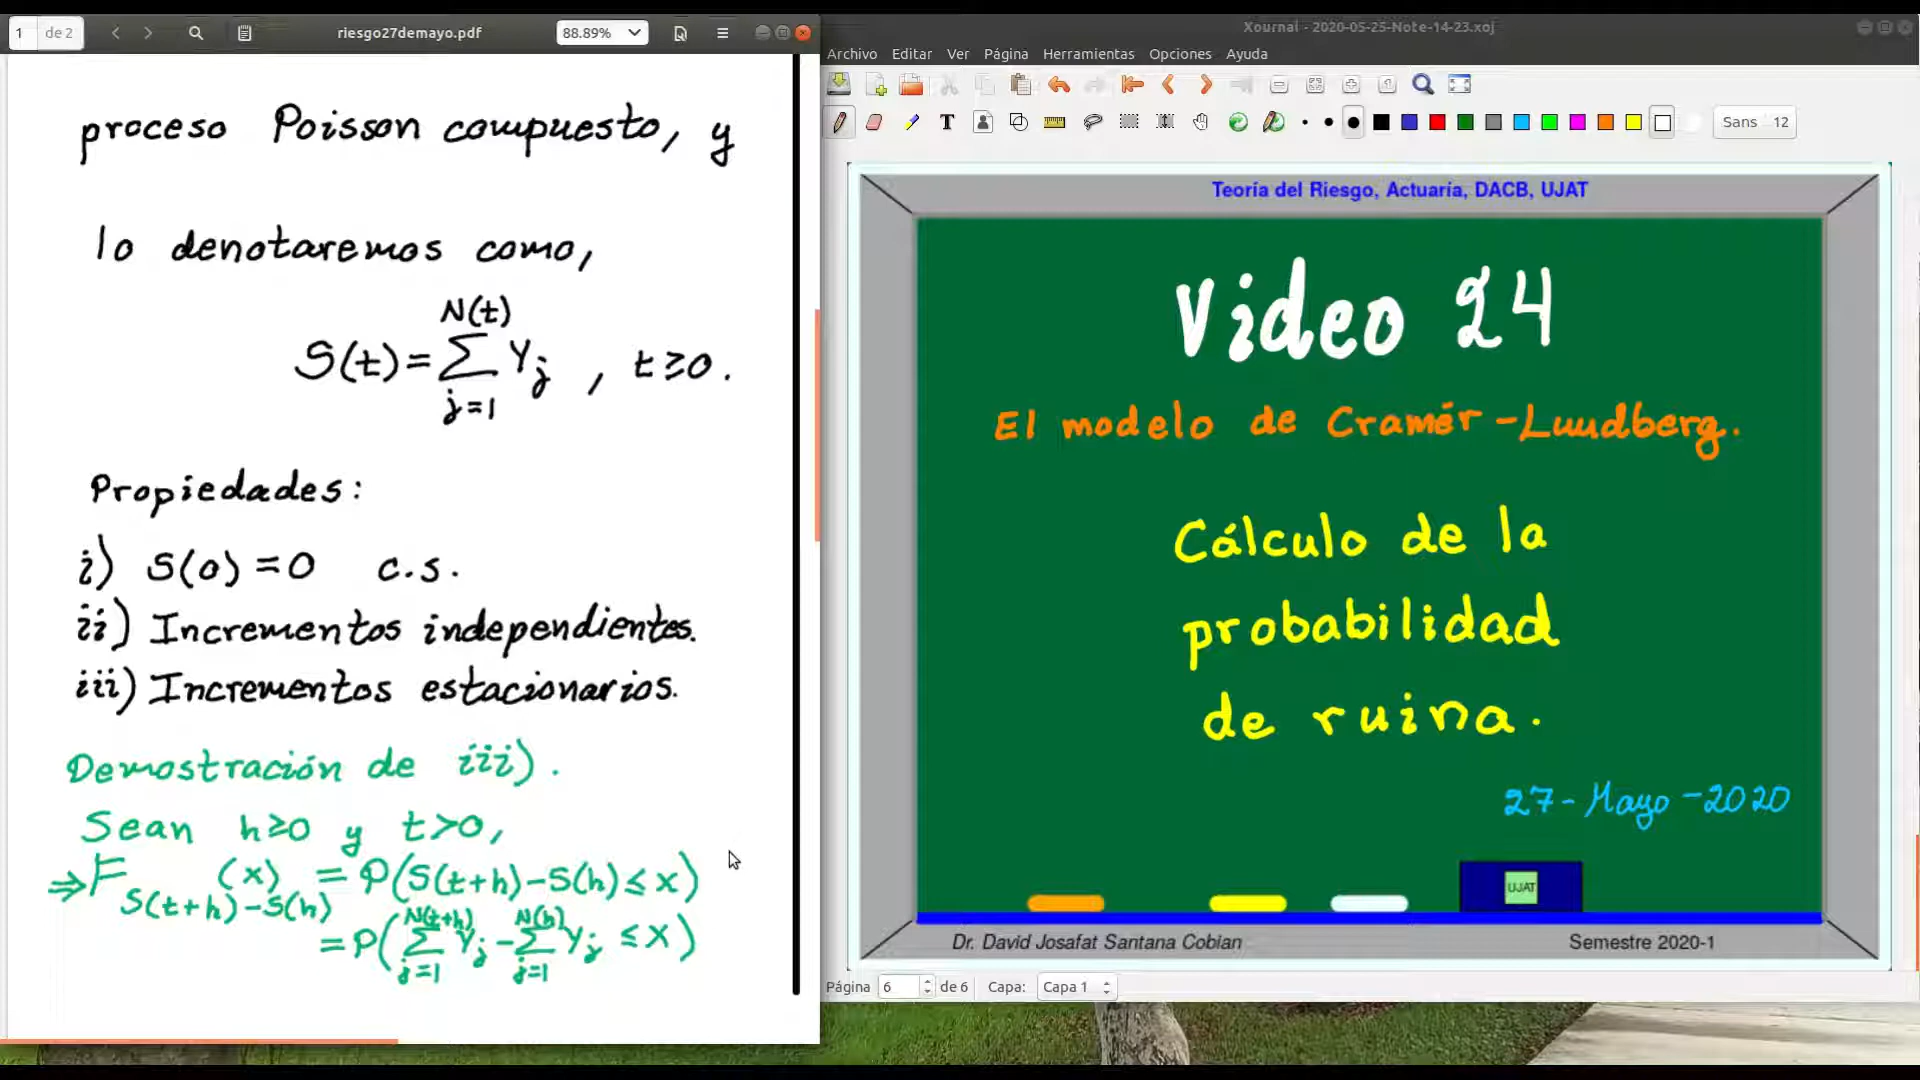 1 de 2 riesgo27demayo.pdf 88.89%
proceso Poisson compuesto, y
lo denotaremos como,
S(t)=∑_{j=1}^{N(t)} Y_j , t≥0.
Propiedades:
i) S(0)=0 c.s.
ii) Incrementos independientes.
iii) Incrementos estacionarios.
Demostración de iii).
Sean h≥0 y t>0,
⇒ F_{S(t+h)-S(h)}(x) = P(S(t+h)-S(h)≤x)
= P(∑_{j=1}^{N(t+h)} Y_j - ∑_{j=1}^{N(h)} Y_j ≤x)
Xournal - 2020-05-25-Note-14-23.xoj
Archivo Editar Ver Página Herramientas Opciones Ayuda
Sans 12
Teoría del Riesgo, Actuaría, DACB, UJAT
Video 24
El modelo de Cramér-Lundberg.
Cálculo de la
probabilidad
de ruina.
27-Mayo-2020
UJAT
Dr. David Josafat Santana Cobian Semestre 2020-1
Página 6 de 6 Capa: Capa 1